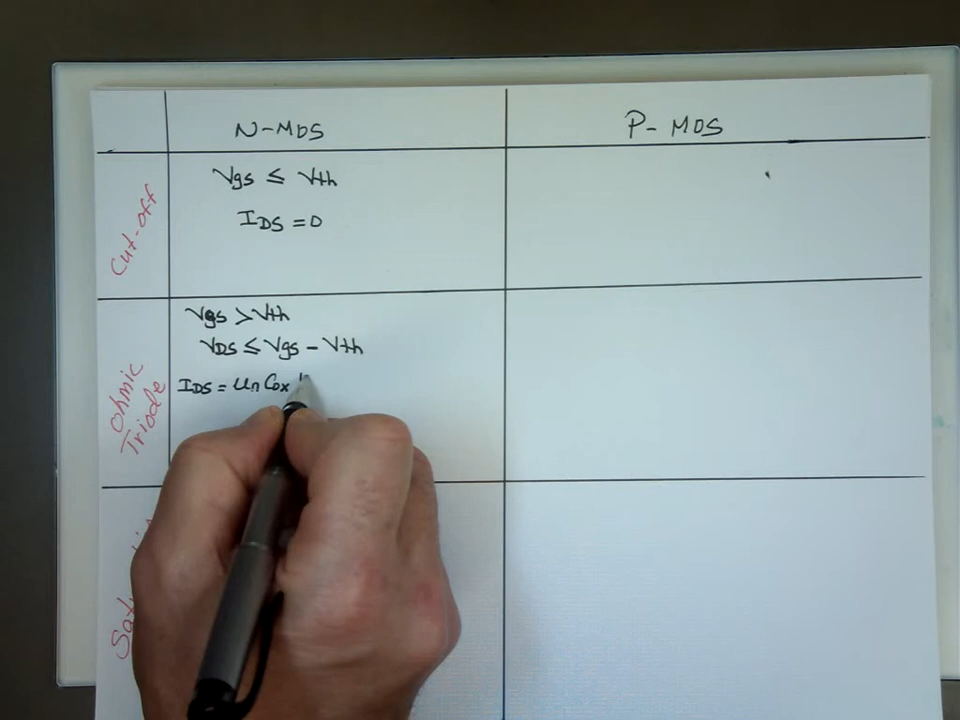 N-MOS
P-MOS
Cut-off
Vgs ≤ Vth
IDS = 0
Ohmic
Triode
Vgs > Vth
VDS ≤ Vgs - Vth
IDS = Un Cox